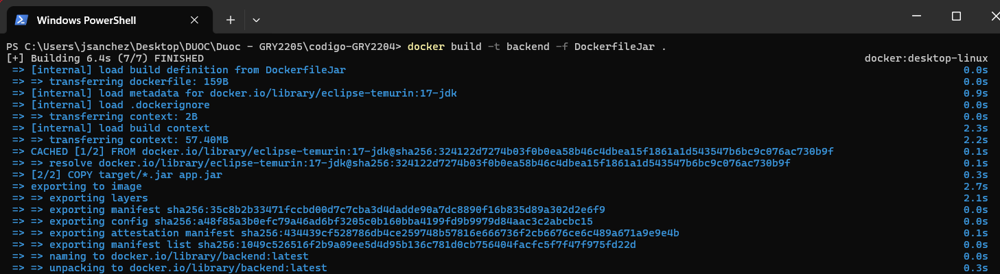 Windows PowerShell
PS C:\Users\jsanchez\Desktop\DUOC\Duoc - GRY2205\codigo-GRY2204> docker build -t backend -f DockerfileJar .
[+] Building 6.4s (7/7) FINISHED docker:desktop-linux
=> [internal] load build definition from DockerfileJar 0.0s
=> => transferring dockerfile: 159B 0.0s
=> [internal] load metadata for docker.io/library/eclipse-temurin:17-jdk 0.9s
=> [internal] load .dockerignore 0.0s
=> => transferring context: 2B 0.0s
=> [internal] load build context 2.3s
=> => transferring context: 57.40MB 2.2s
=> CACHED [1/2] FROM docker.io/library/eclipse-temurin:17-jdk@sha256:324122d7274b03f0b0ea58b46c4dbea15f1861a1d543547b6bc9c076ac730b9f 0.1s
=> => resolve docker.io/library/eclipse-temurin:17-jdk@sha256:324122d7274b03f0b0ea58b46c4dbea15f1861a1d543547b6bc9c076ac730b9f 0.1s
=> [2/2] COPY target/*.jar app.jar 0.3s
=> exporting to image 2.7s
=> => exporting layers 2.1s
=> => exporting manifest sha256:35c8b2b33471fccbd00d7c7cba3d4dadde90a7dc8890f16b835d89a302d2e6f9 0.0s
=> => exporting config sha256:a48f85a3b0efc79a46ad6bf3205c0b160bba4199fd9b9979d84aac3c2abcbc15 0.0s
=> => exporting attestation manifest sha256:434439cf528786db4ce259748b57816e666736f2cb6676ce6c489a671a9e9e4b 0.1s
=> => exporting manifest list sha256:1049c526516f2b9a09ee5d4d95b136c781d0cb756404facfc5f7f47f975fd22d 0.0s
=> => naming to docker.io/library/backend:latest 0.0s
=> => unpacking to docker.io/library/backend:latest 0.3s